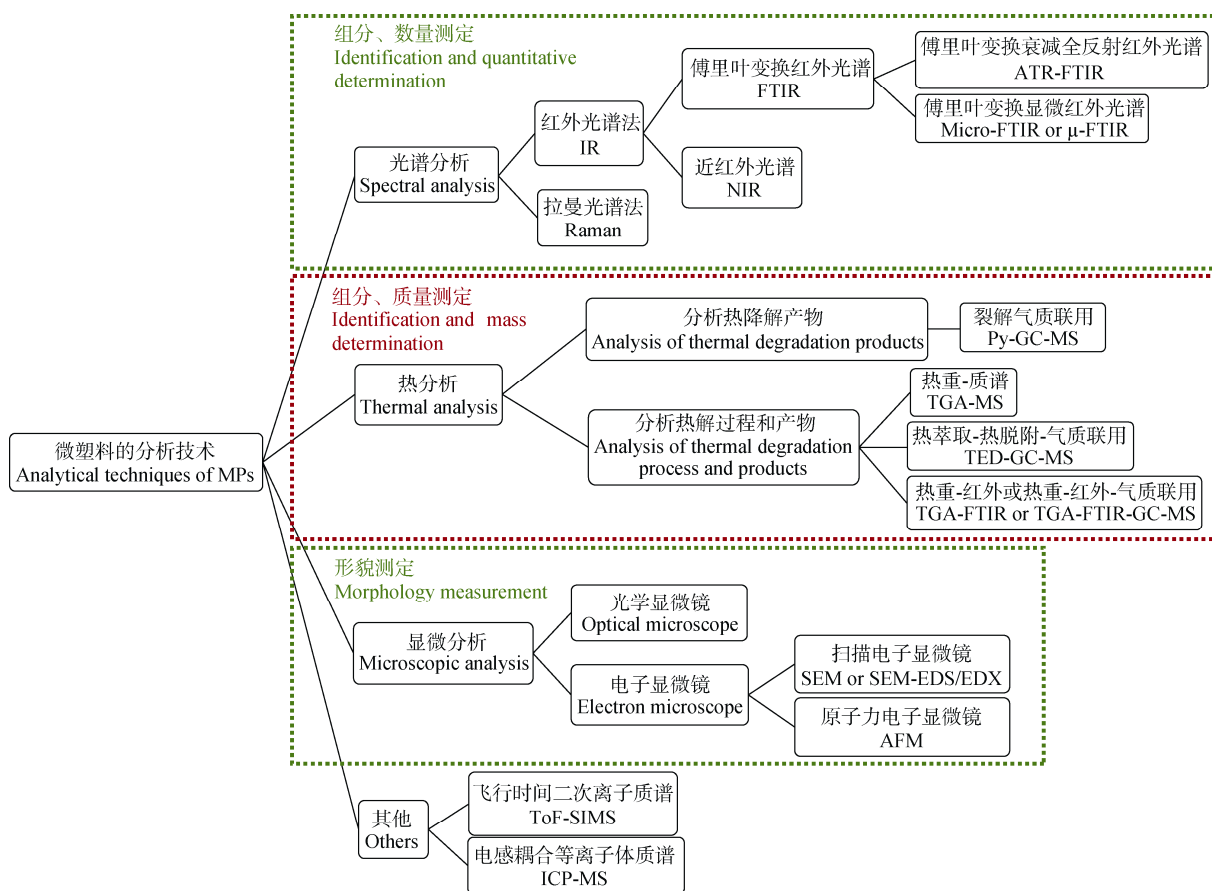 组分、数量测定
Identification and quantitative
determination
傅里叶变换衰减全反射红外光谱
ATR-FTIR
傅里叶变换红外光谱
FTIR
傅里叶变换显微红外光谱
Micro-FTIR or μ-FTIR
红外光谱法
IR
光谱分析
Spectral analysis
近红外光谱
NIR
拉曼光谱法
Raman
组分、质量测定
Identification and mass
determination
分析热降解产物
Analysis of thermal degradation products
裂解气质联用
Py-GC-MS
热分析
Thermal analysis
热重-质谱
TGA-MS
分析热解过程和产物
Analysis of thermal degradation
process and products
热萃取-热脱附-气质联用
TED-GC-MS
热重-红外或热重-红外-气质联用
TGA-FTIR or TGA-FTIR-GC-MS
微塑料的分析技术
Analytical techniques of MPs
形貌测定
Morphology measurement
光学显微镜
Optical microscope
显微分析
Microscopic analysis
扫描电子显微镜
SEM or SEM-EDS/EDX
电子显微镜
Electron microscope
原子力电子显微镜
AFM
飞行时间二次离子质谱
ToF-SIMS
其他
Others
电感耦合等离子体质谱
ICP-MS